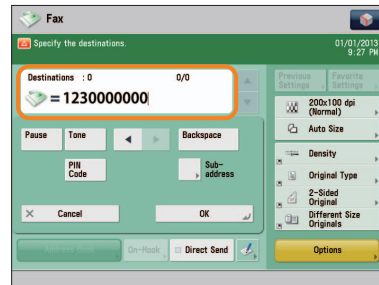 Fax
Specify the destinations.
01/01/2013
9:27 PM
Destinations : 0
0/0
= 1230000000
Previous Settings
Favorite Settings
200x100 dpi
(Normal)
Auto Size
Density
Original Type
2-Sided
Original
Different Size
Originals
Options
Pause
Tone
Backspace
PIN
Code
Sub-
address
Cancel
OK
On-Hook
Direct Send